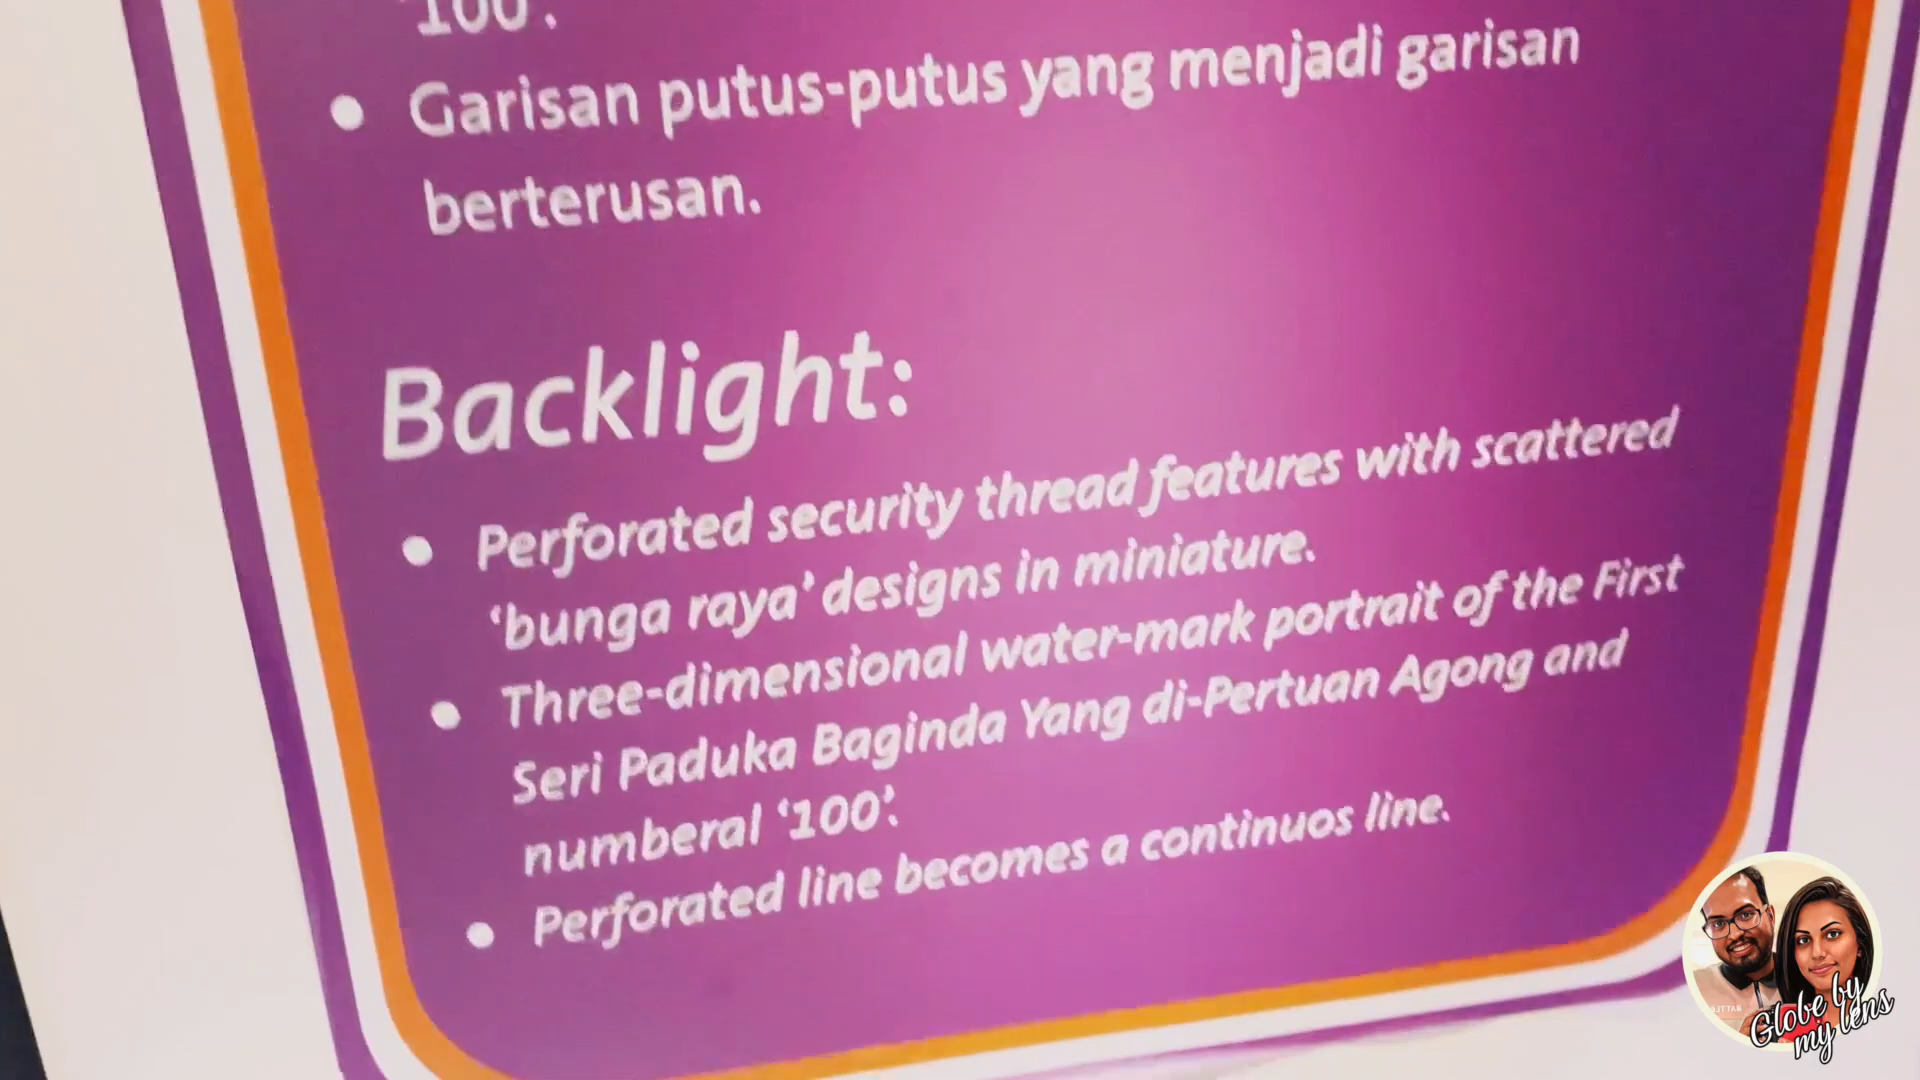 '100'.
• Garisan putus-putus yang menjadi garisan
berterusan.
Backlight:
• Perforated security thread features with scattered
'bunga raya' designs in miniature.
• Three-dimensional water-mark portrait of the First
Seri Paduka Baginda Yang di-Pertuan Agong and
numberal '100'.
• Perforated line becomes a continuos line.
Globe by
my lens